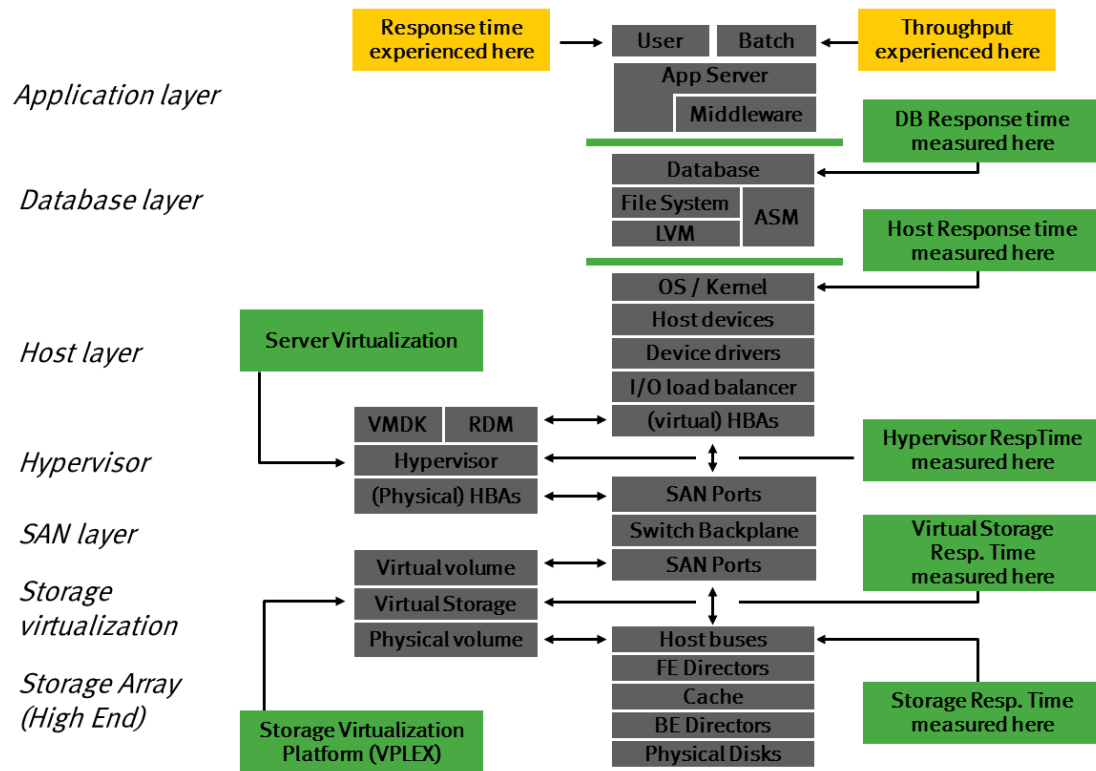 Response time
experienced here
User
Batch
Throughput
experienced here
App Server
Application layer
Middleware
DB Response time
measured here
Database
Database layer
File System
ASM
LVM
Host Response time
measured here
OS / Kernel
Host devices
Server Virtualization
Host layer
Device drivers
I/O load balancer
VMDK
RDM
(virtual) HBAs
Hypervisor RespTime
measured here
Hypervisor
Hypervisor
(Physical) HBAs
SAN Ports
SAN layer
Switch Backplane
Virtual Storage
Resp. Time
measured here
Virtual volume
SAN Ports
Storage
virtualization
Virtual Storage
Physical volume
Host buses
FE Directors
Storage Array
(High End)
Cache
Storage Resp. Time
measured here
BE Directors
Storage Virtualization
Platform (VPLEX)
Physical Disks